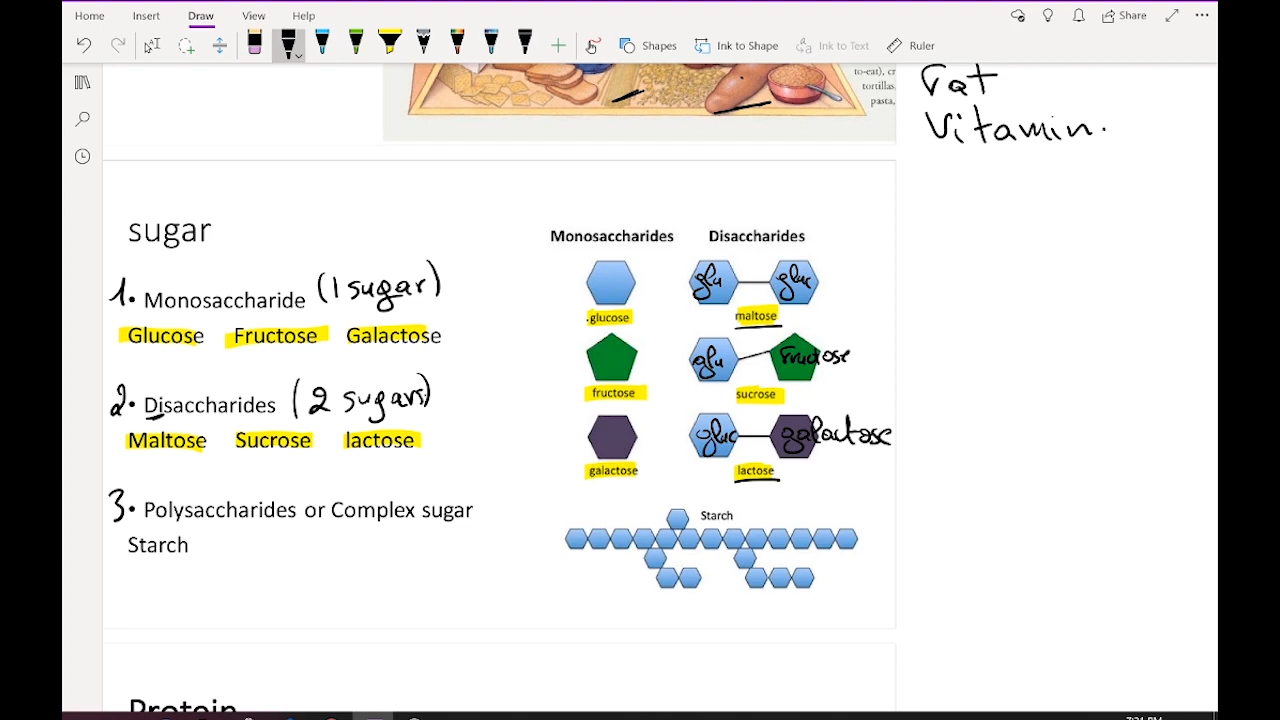 Home Insert Draw View Help
Share
Shapes Ink to Shape Ink to Text Ruler
to-eat), cr
tortillas,
pasta,
Fat
Vitamin.
sugar
1. • Monosaccharide (1 sugar)
Glucose Fructose Galactose
2 • Disaccharides (2 sugars)
Maltose Sucrose lactose
3 • Polysaccharides or Complex sugar
Starch
Monosaccharides Disaccharides
glu gluc
glucose maltose
glu fructose
fructose sucrose
gluc galactose
galactose lactose
Starch
Protein